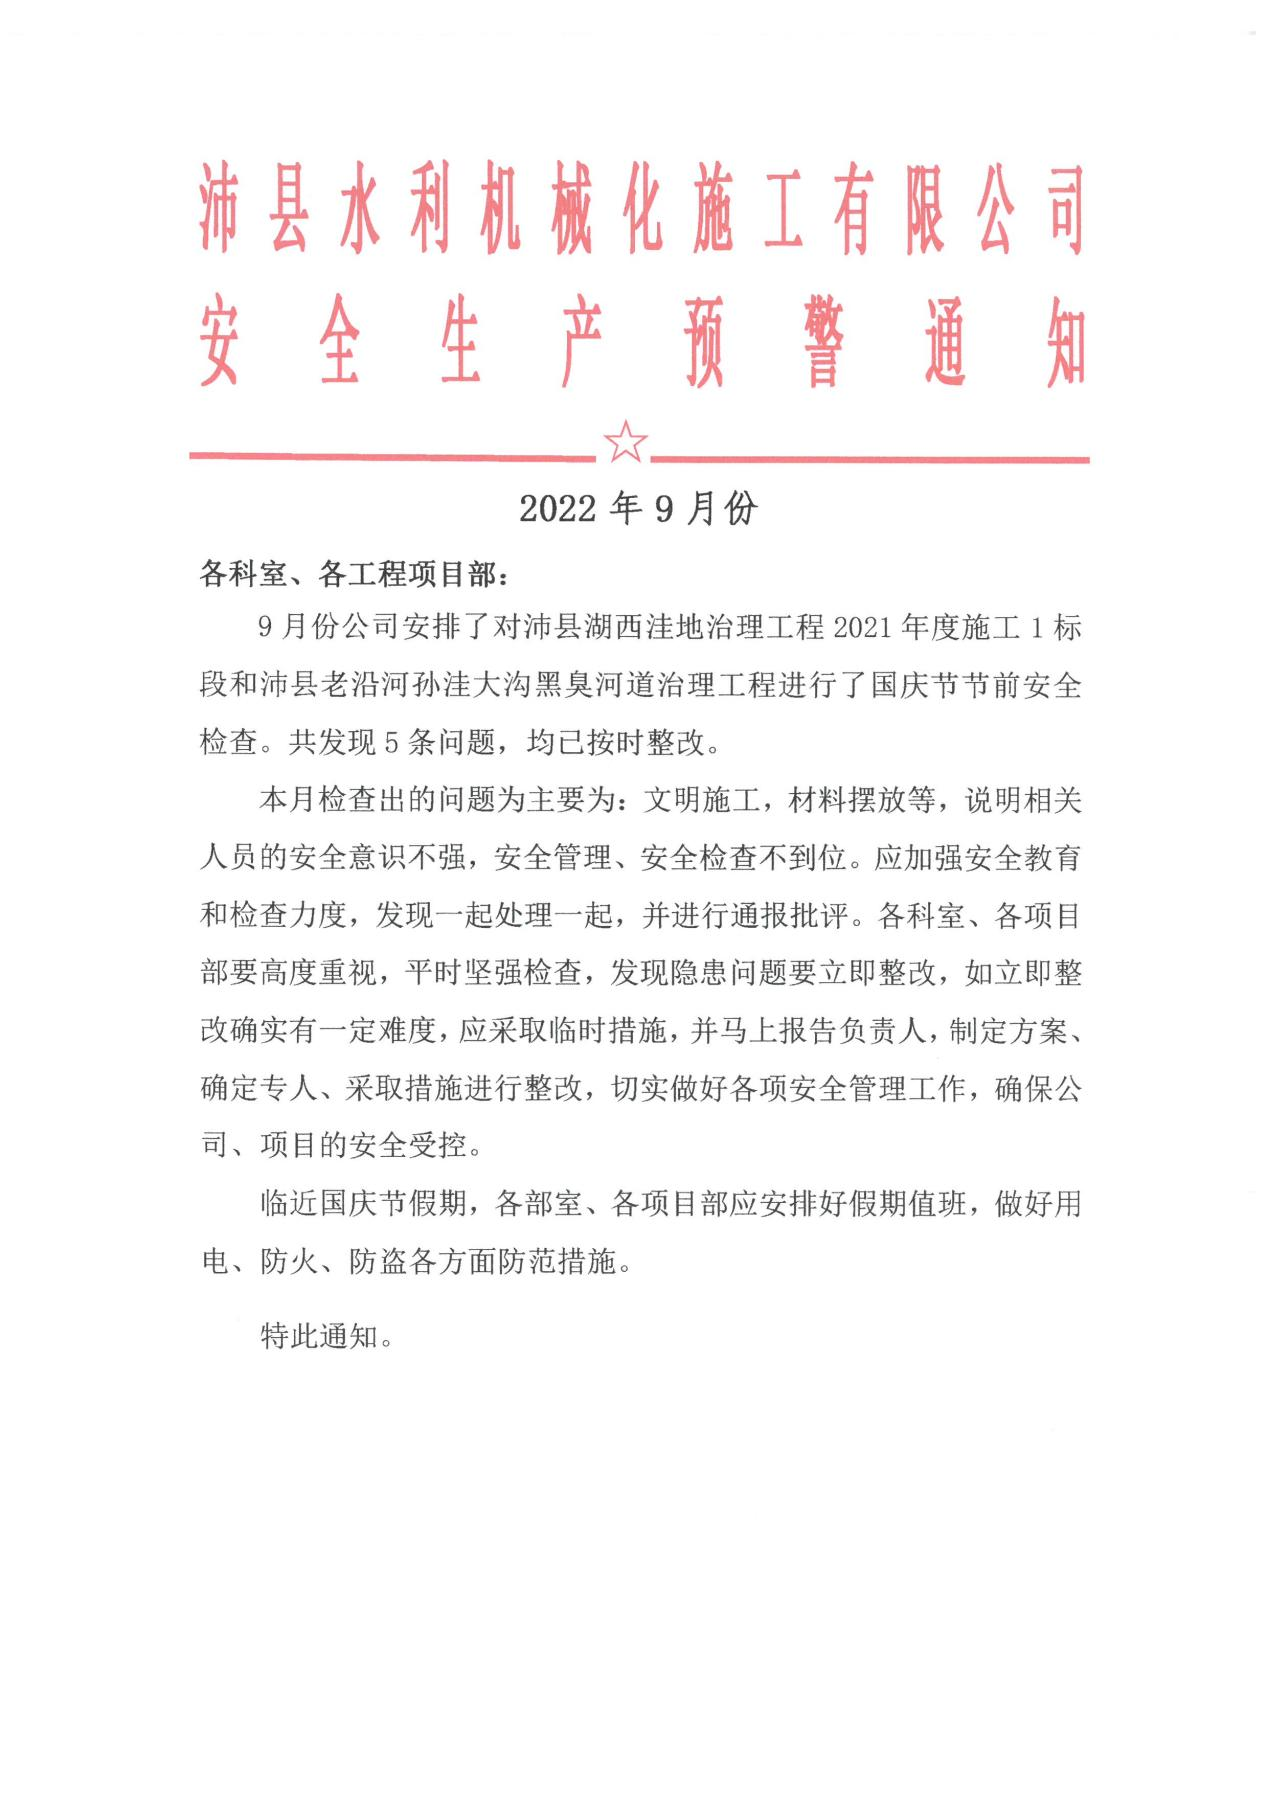 沛县水利机械化施工有限公司
安全生产预警通知
2022 年 9 月份
各科室、各工程项目部：
9 月份公司安排了对沛县湖西洼地治理工程 2021 年度施工 1 标
段和沛县老沿河孙洼大沟黑臭河道治理工程进行了国庆节节前安全
检查。共发现 5 条问题，均已按时整改。
本月检查出的问题为主要为：文明施工，材料摆放等，说明相关
人员的安全意识不强，安全管理、安全检查不到位。应加强安全教育
和检查力度，发现一起处理一起，并进行通报批评。各科室、各项目
部要高度重视，平时坚强检查，发现隐患问题要立即整改，如立即整
改确实有一定难度，应采取临时措施，并马上报告负责人，制定方案、
确定专人、采取措施进行整改，切实做好各项安全管理工作，确保公
司、项目的安全受控。
临近国庆节假期，各部室、各项目部应安排好假期值班，做好用
电、防火、防盗各方面防范措施。
特此通知。